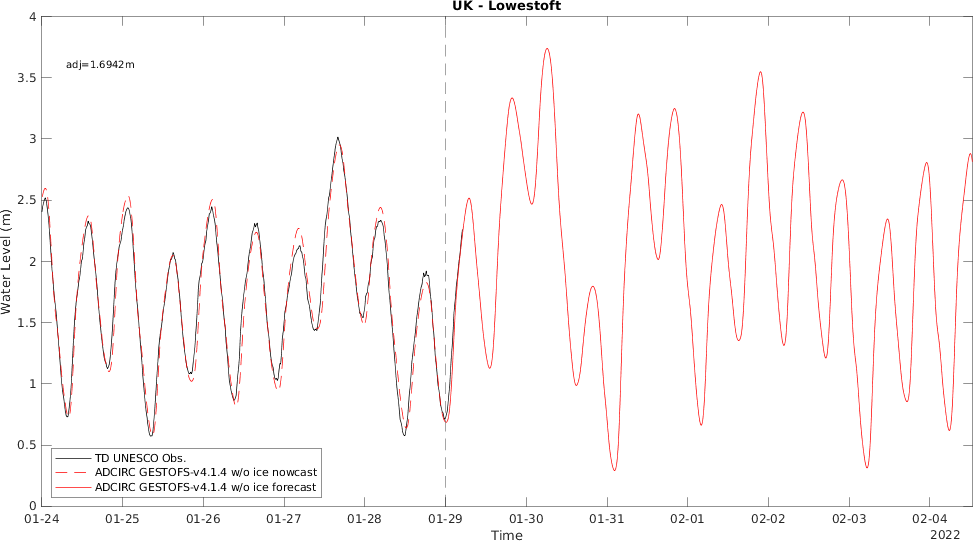 UK - Lowestoft
adj=1.6942m
Water Level (m)
4
3.5
3
2.5
2
1.5
1
0.5
0
TD UNESCO Obs.
ADCIRC GESTOFS-v4.1.4 w/o ice nowcast
ADCIRC GESTOFS-v4.1.4 w/o ice forecast
01-24 01-25 01-26 01-27 01-28 01-29 01-30 01-31 02-01 02-02 02-03 02-04
Time
2022